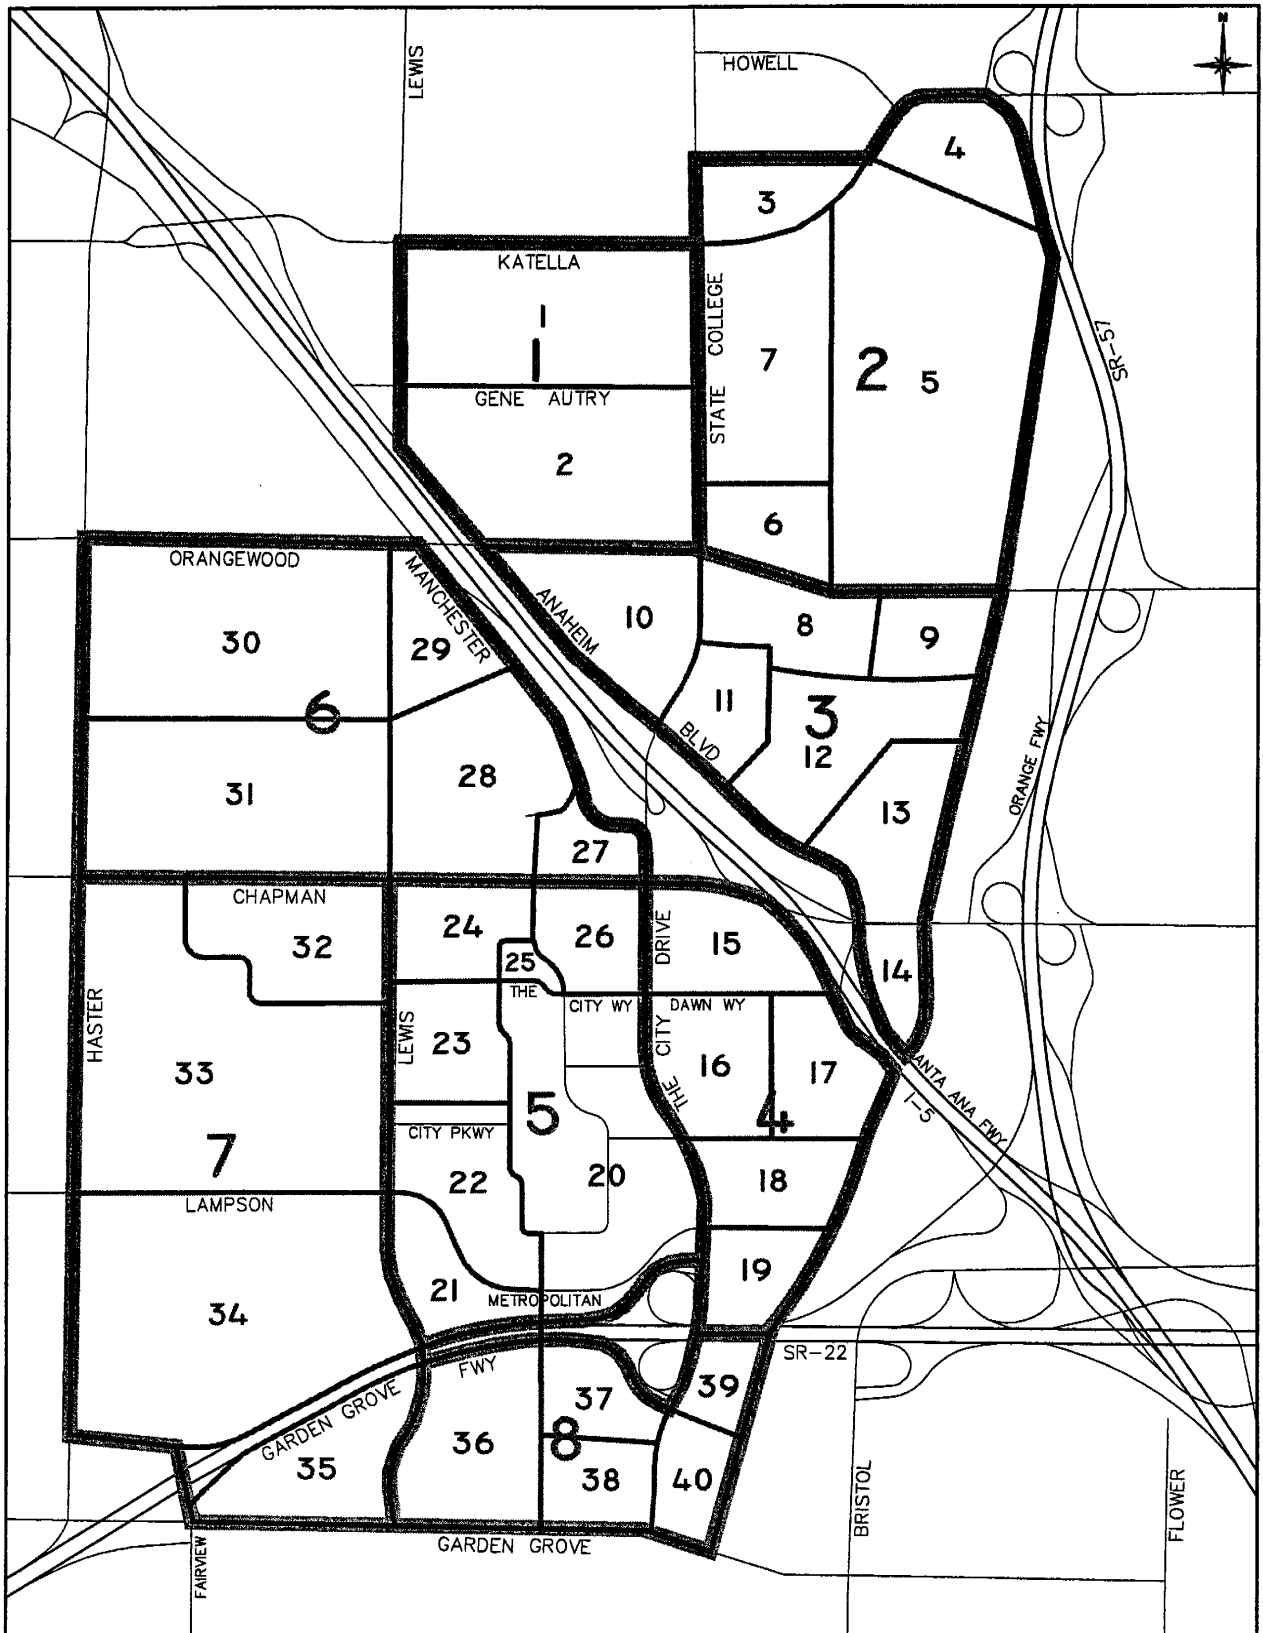 N
LEWIS
HOWELL
4
3
KATELLA
1
1
STATE COLLEGE
7
2
5
SR-57
GENE AUTRY
2
6
ORANGEWOOD
MANCHESTER
ANAHEIM
BLVD
10
8
9
30
29
11
3
12
6
ORANGE FWY
28
31
13
27
CHAPMAN
24
26
DRIVE
15
32
25
14
THE
CITY WY
DAWN WY
HASTER
LEWIS
23
CITY
THE
16
17
33
SANTA ANA FWY
I-5
5
4
CITY PKWY
7
22
20
18
LAMPSON
19
21
METROPOLITAN
34
SR-22
GARDEN GROVE
FWY
37
39
36
8
35
38
40
BRISTOL
FLOWER
GARDEN GROVE
FAIRVIEW